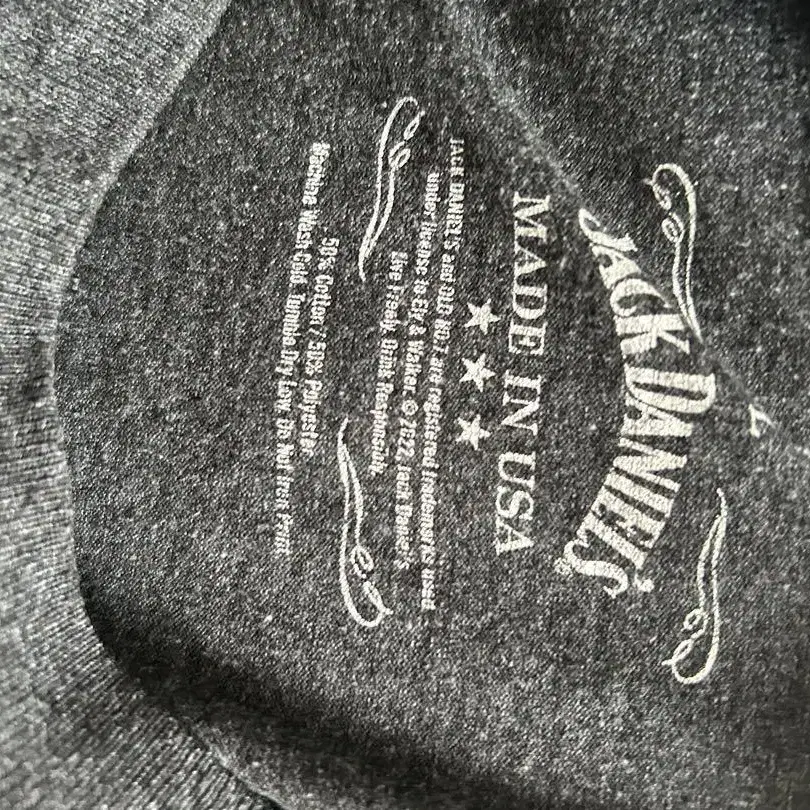 L
JACK DANIEL'S
MADE IN USA
JACK DANIEL'S and OLD NO.7 are registered trademarks used
under license to Ely & Walker. © 2022. Jack Daniel's
Live Freely. Drink Responsibly.
50% Cotton / 50% Polyester
Machine Wash Cold. Tumble Dry Low. Do Not Iron Print